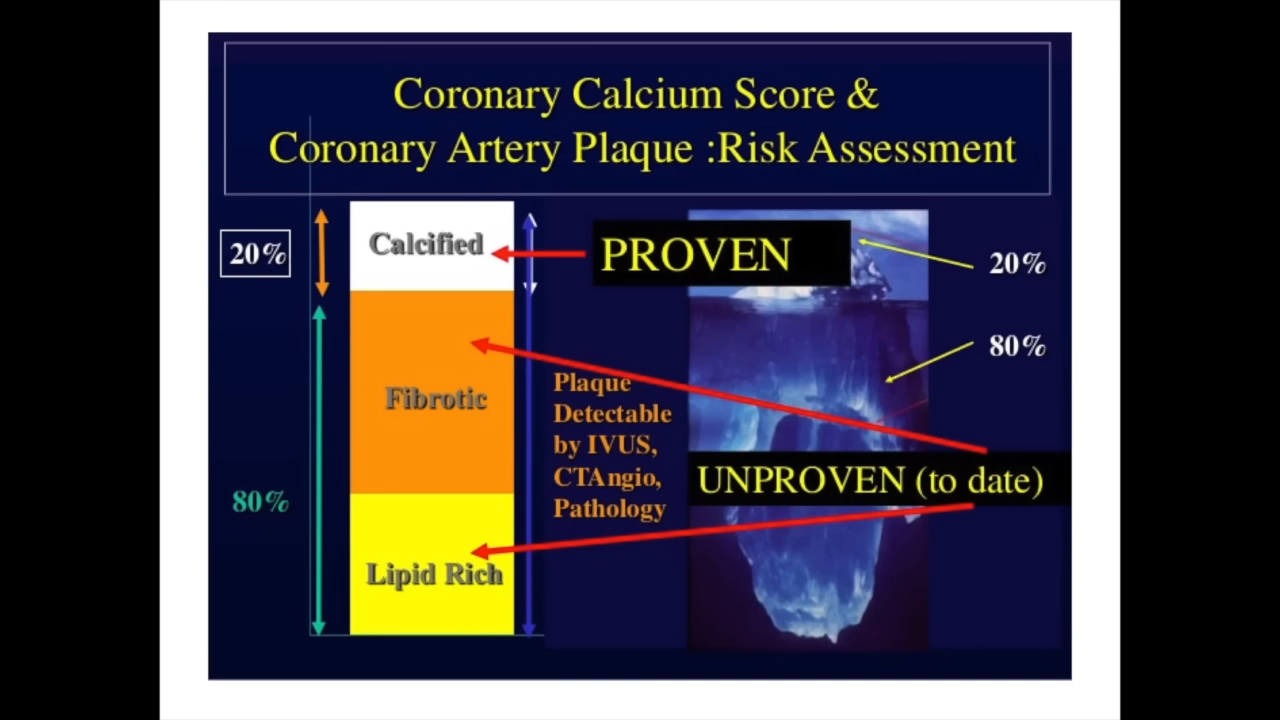 Coronary Calcium Score &
Coronary Artery Plaque :Risk Assessment
20%
Calcified
PROVEN
20%
80%
Fibrotic
Plaque
Detectable
by IVUS,
CTAngio,
Pathology
UNPROVEN (to date)
80%
Lipid Rich